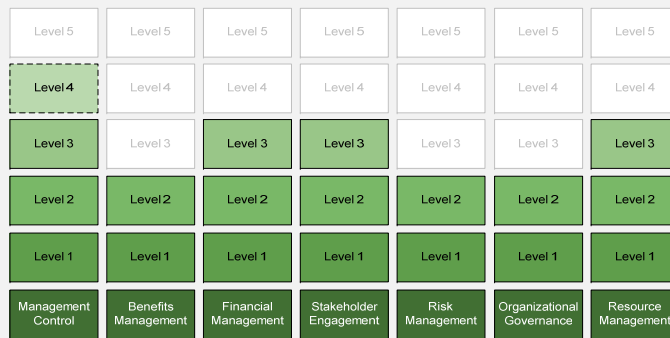 Level 5 Level 5 Level 5 Level 5 Level 5 Level 5 Level 5
Level 4 Level 4 Level 4 Level 4 Level 4 Level 4 Level 4
Level 3 Level 3 Level 3 Level 3 Level 3 Level 3 Level 3
Level 2 Level 2 Level 2 Level 2 Level 2 Level 2 Level 2
Level 1 Level 1 Level 1 Level 1 Level 1 Level 1 Level 1
Management Benefits Financial Stakeholder Risk Organizational Resource
Control Management Management Engagement Management Governance Management